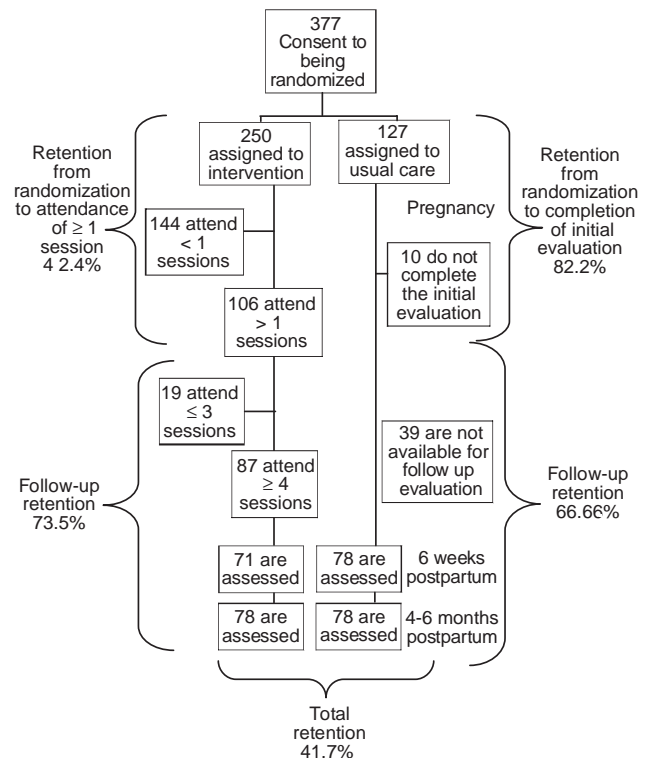 377
Consent to
being
randomized
250
assigned to
intervention
127
assigned to
usual care
Retention
from
randomization
to attendance
of ≥ 1
session
4 2.4%
Pregnancy
Retention
from
randomization
to completion
of initial
evaluation
82.2%
144 attend
< 1
sessions
10 do not
complete
the initial
evaluation
106 attend
> 1
sessions
19 attend
≤ 3
sessions
39 are not
available for
follow up
evaluation
87 attend
≥ 4
sessions
Follow-up
retention
73.5%
Follow-up
retention
66.66%
71 are
assessed
78 are
assessed
6 weeks
postpartum
78 are
assessed
78 are
assessed
4-6 months
postpartum
Total
retention
41.7%